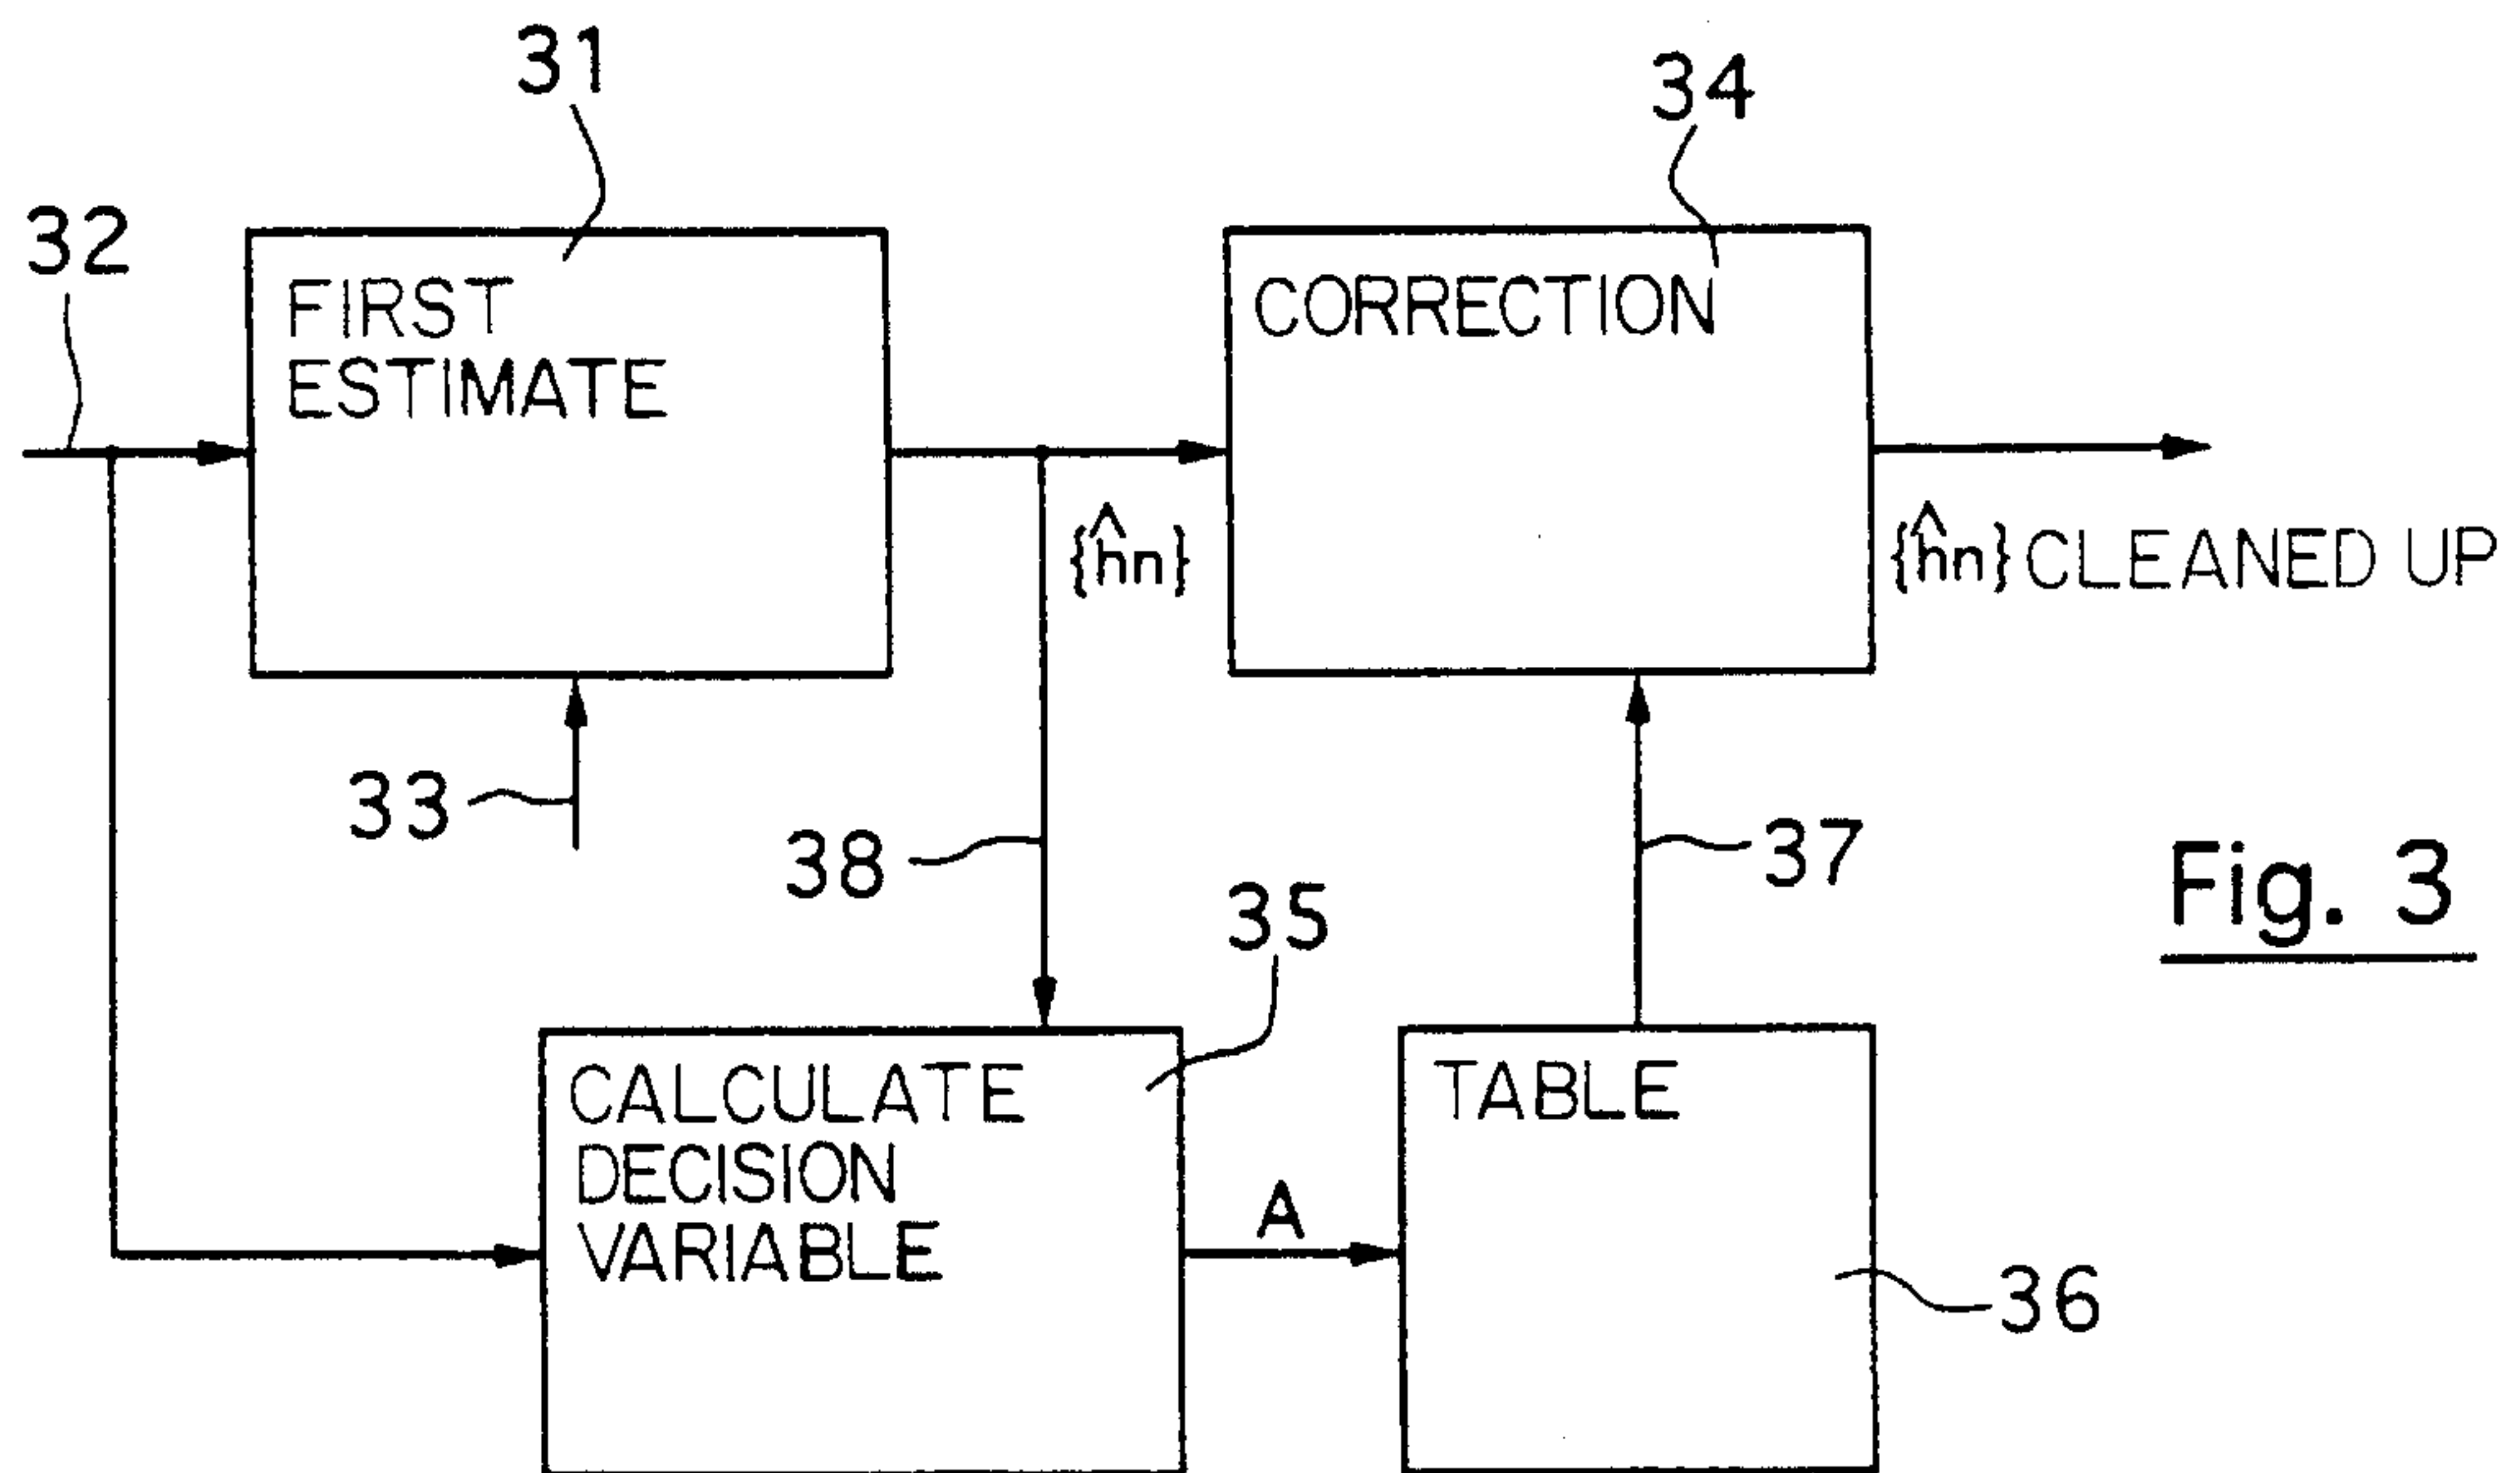 31
34
32
FIRST
ESTIMATE
CORRECTION
{ĥn}
{ĥn} CLEANED UP
33
38
37
35
Fig. 3
CALCULATE
DECISION
VARIABLE
TABLE
A
36